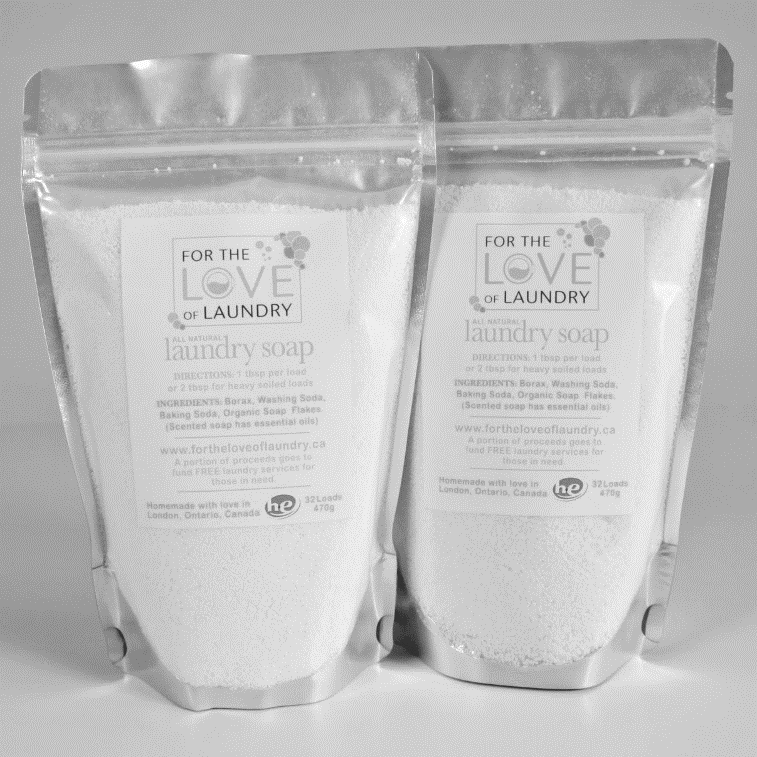 FOR THE
LOVE
OF LAUNDRY
ALL NATURAL
laundry soap
DIRECTIONS: 1 tbsp per load
or 2 tbsp for heavy soiled loads
INGREDIENTS: Borax, Washing Soda,
Baking Soda, Organic Soap Flakes
(Scented soap has essential oils)
www.fortheloveoflaundry.ca
A portion of proceeds goes to
fund FREE laundry services for
those in need.
Homemade with love in
London, Ontario, Canada
he
32 Loads
470g
FOR THE
LOVE
OF LAUNDRY
ALL NATURAL
laundry soap
DIRECTIONS: 1 tbsp per load
or 2 tbsp for heavy soiled loads
INGREDIENTS: Borax, Washing Soda,
Baking Soda, Organic Soap Flakes.
(Scented soap has essential oils)
www.fortheloveoflaundry.ca
A portion of proceeds goes to
fund FREE laundry services for
those in need.
Homemade with love in
London, Ontario, Canada
he
32 Loads
470g